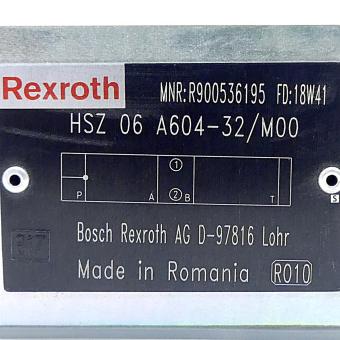 Rexroth
MNR:R900536195 FD:18W41
HSZ 06 A604-32/M00
1
P A 2 B T
S
Bosch Rexroth AG D-97816 Lohr
Made in Romania R010